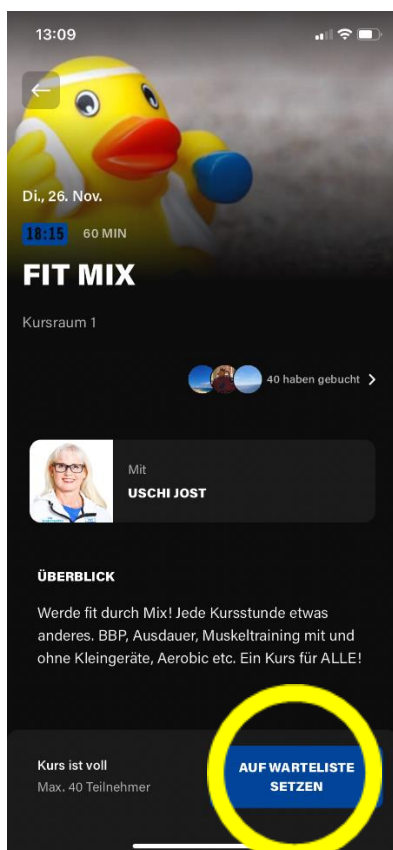 13:09
Di., 26. Nov.
18:15 60 MIN
FIT MIX
Kursraum 1
40 haben gebucht
Mit
USCHI JOST
ÜBERBLICK
Werde fit durch Mix! Jede Kursstunde etwas
anderes. BBP, Ausdauer, Muskeltraining mit und
ohne Kleingeräte, Aerobic etc. Ein Kurs für ALLE!
Kurs ist voll
Max. 40 Teilnehmer
AUF WARTELISTE
SETZEN